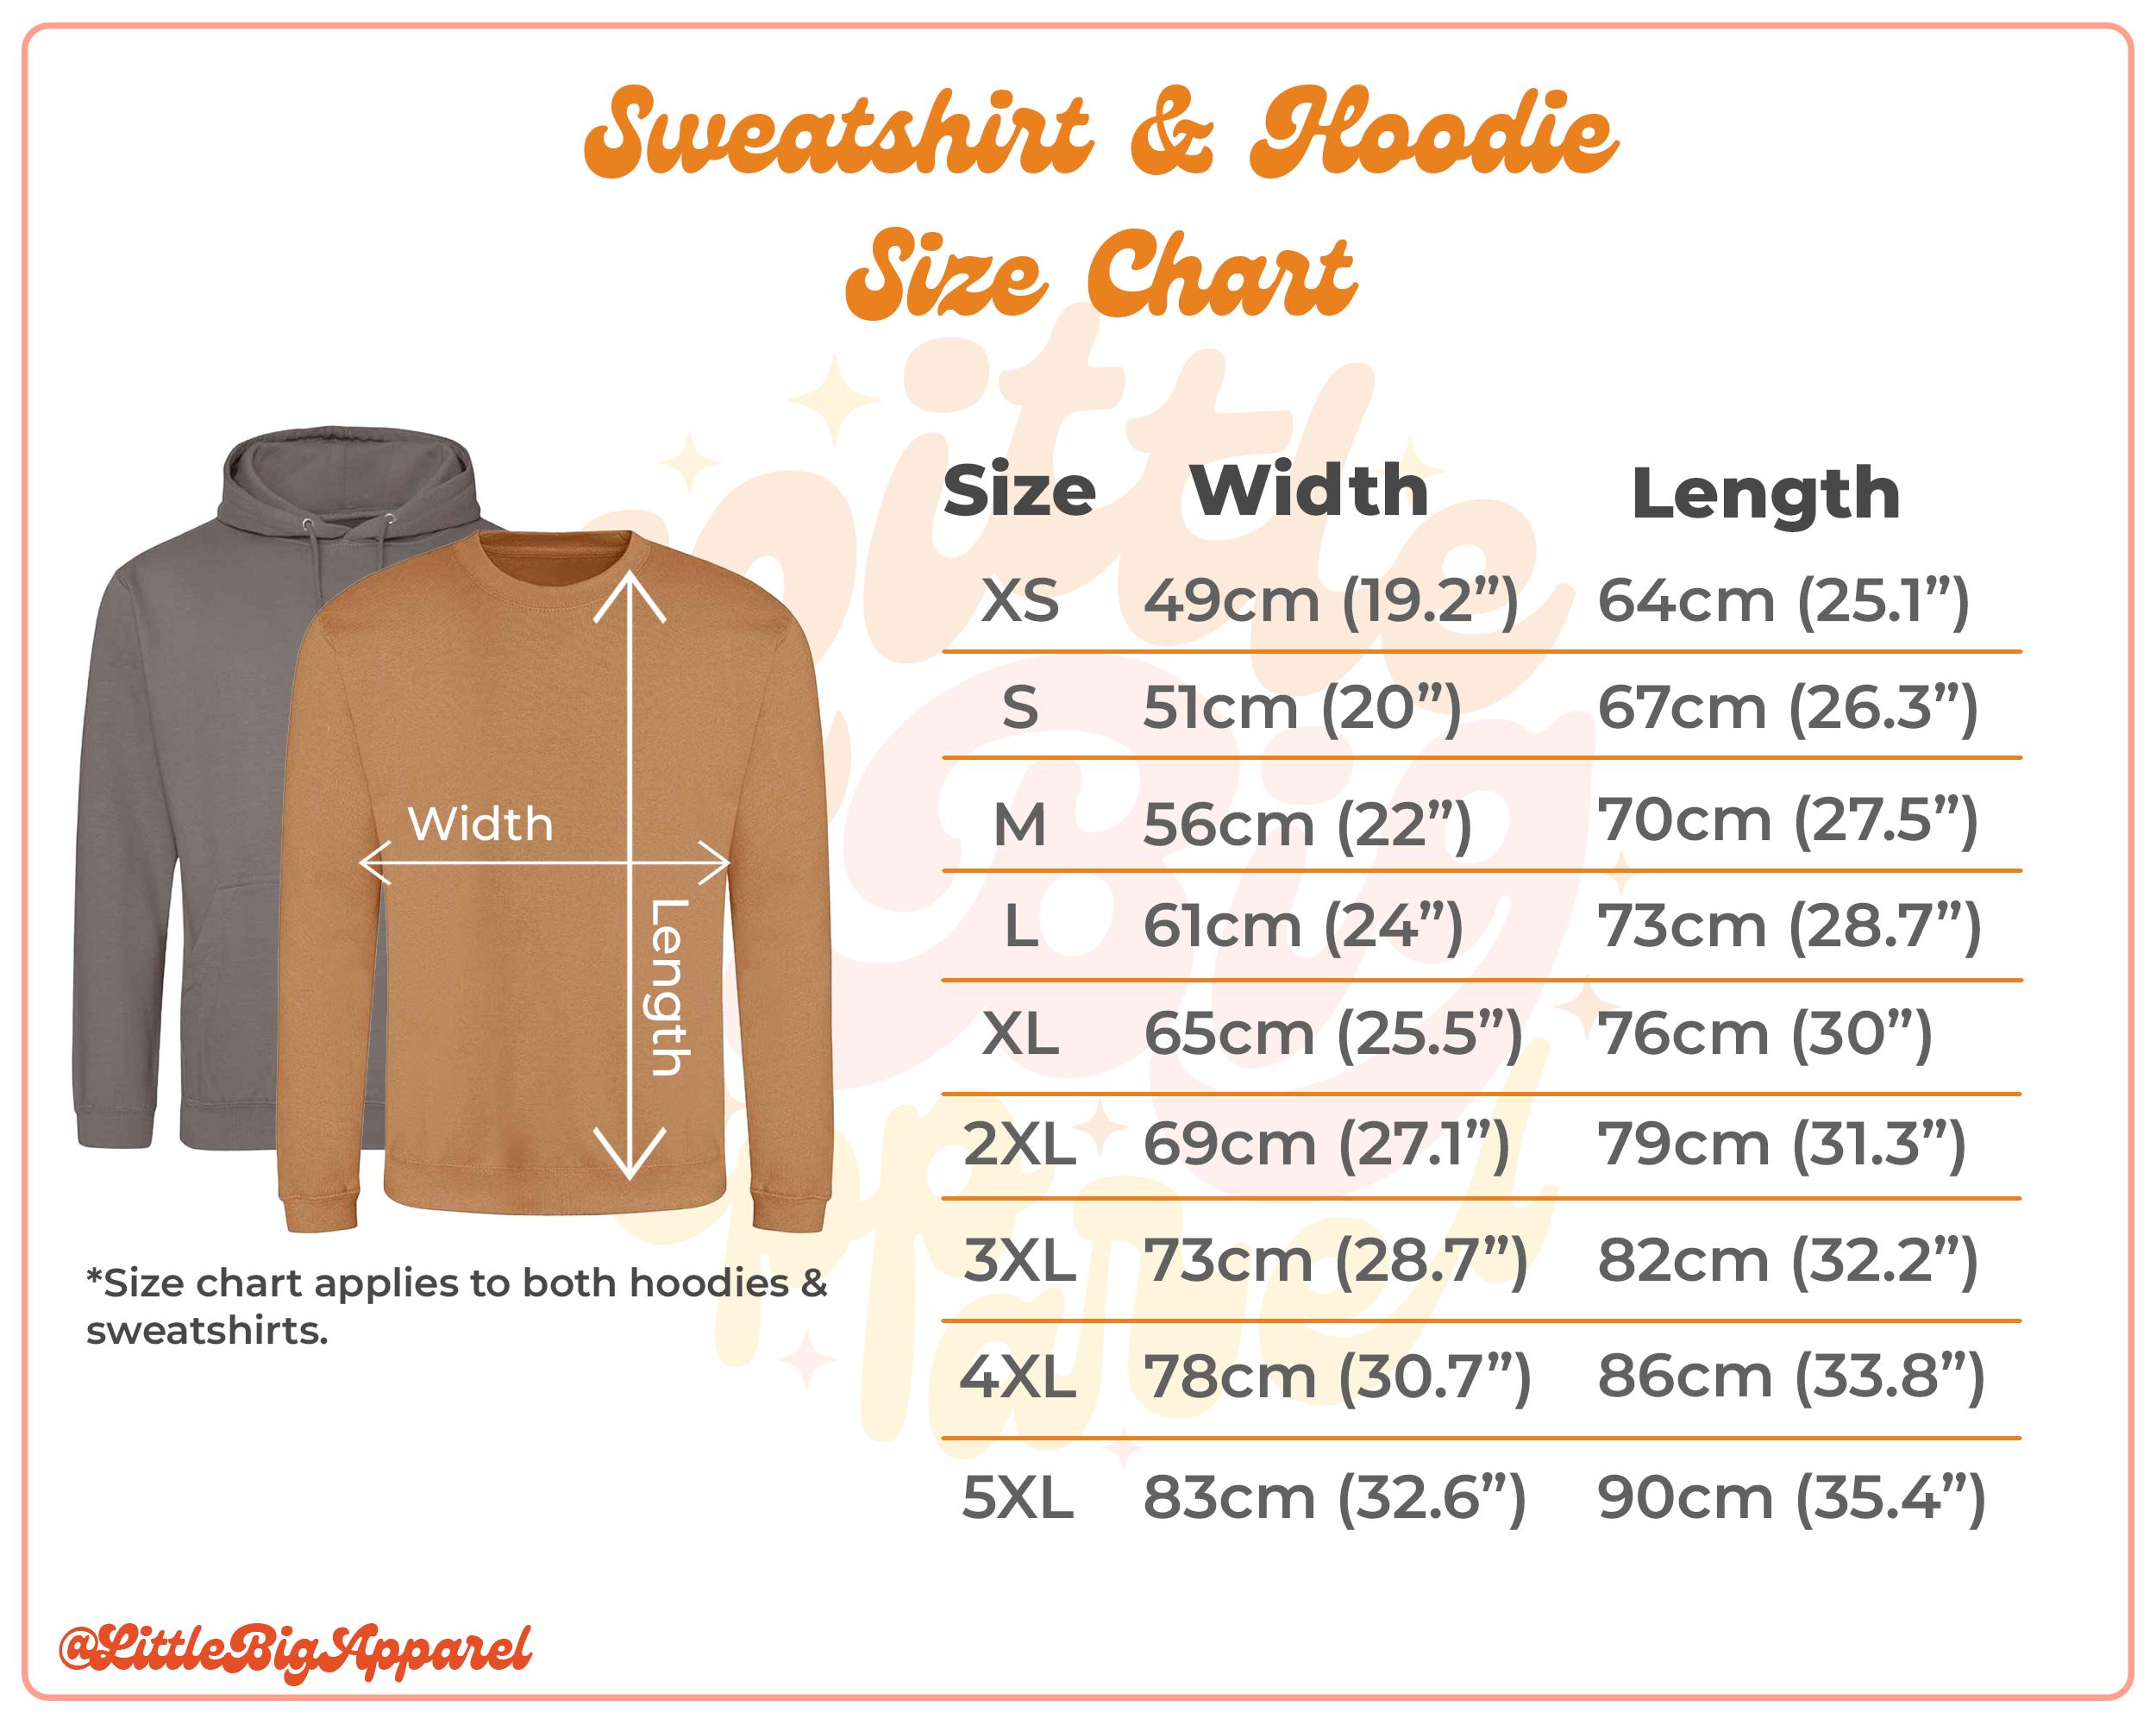 Sweatshirt & Hoodie
Size Chart
Size Width Length
XS 49cm (19.2”) 64cm (25.1”)
S 51cm (20”) 67cm (26.3”)
M 56cm (22”) 70cm (27.5”)
L 61cm (24”) 73cm (28.7”)
XL 65cm (25.5”) 76cm (30”)
2XL 69cm (27.1”) 79cm (31.3”)
3XL 73cm (28.7”) 82cm (32.2”)
4XL 78cm (30.7”) 86cm (33.8”)
5XL 83cm (32.6”) 90cm (35.4”)
Width
Length
*Size chart applies to both hoodies &
sweatshirts.
@LittleBigApparel
Little
Big
Apparel